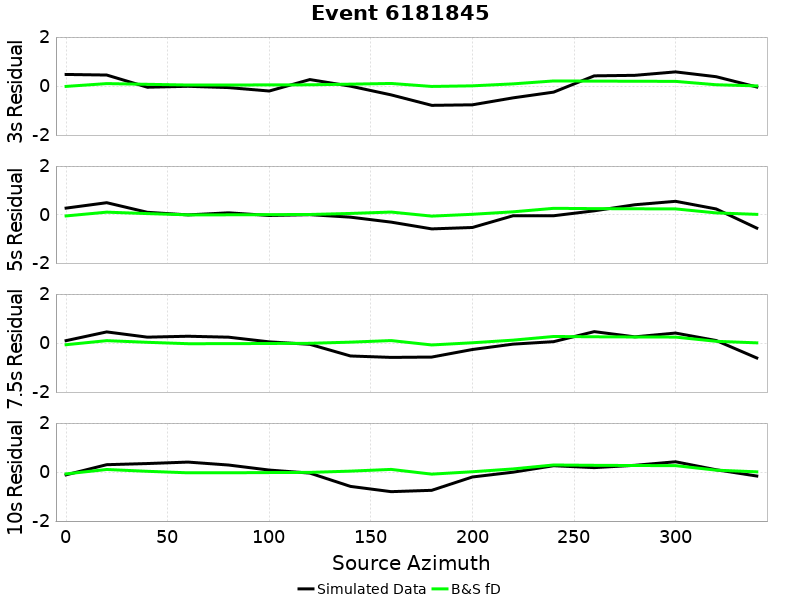 Event 6181845
3s Residual
2
0
-2
5s Residual
2
0
-2
7.5s Residual
2
0
-2
10s Residual
2
0
-2
0 50 100 150 200 250 300
Source Azimuth
Simulated Data B&S fD